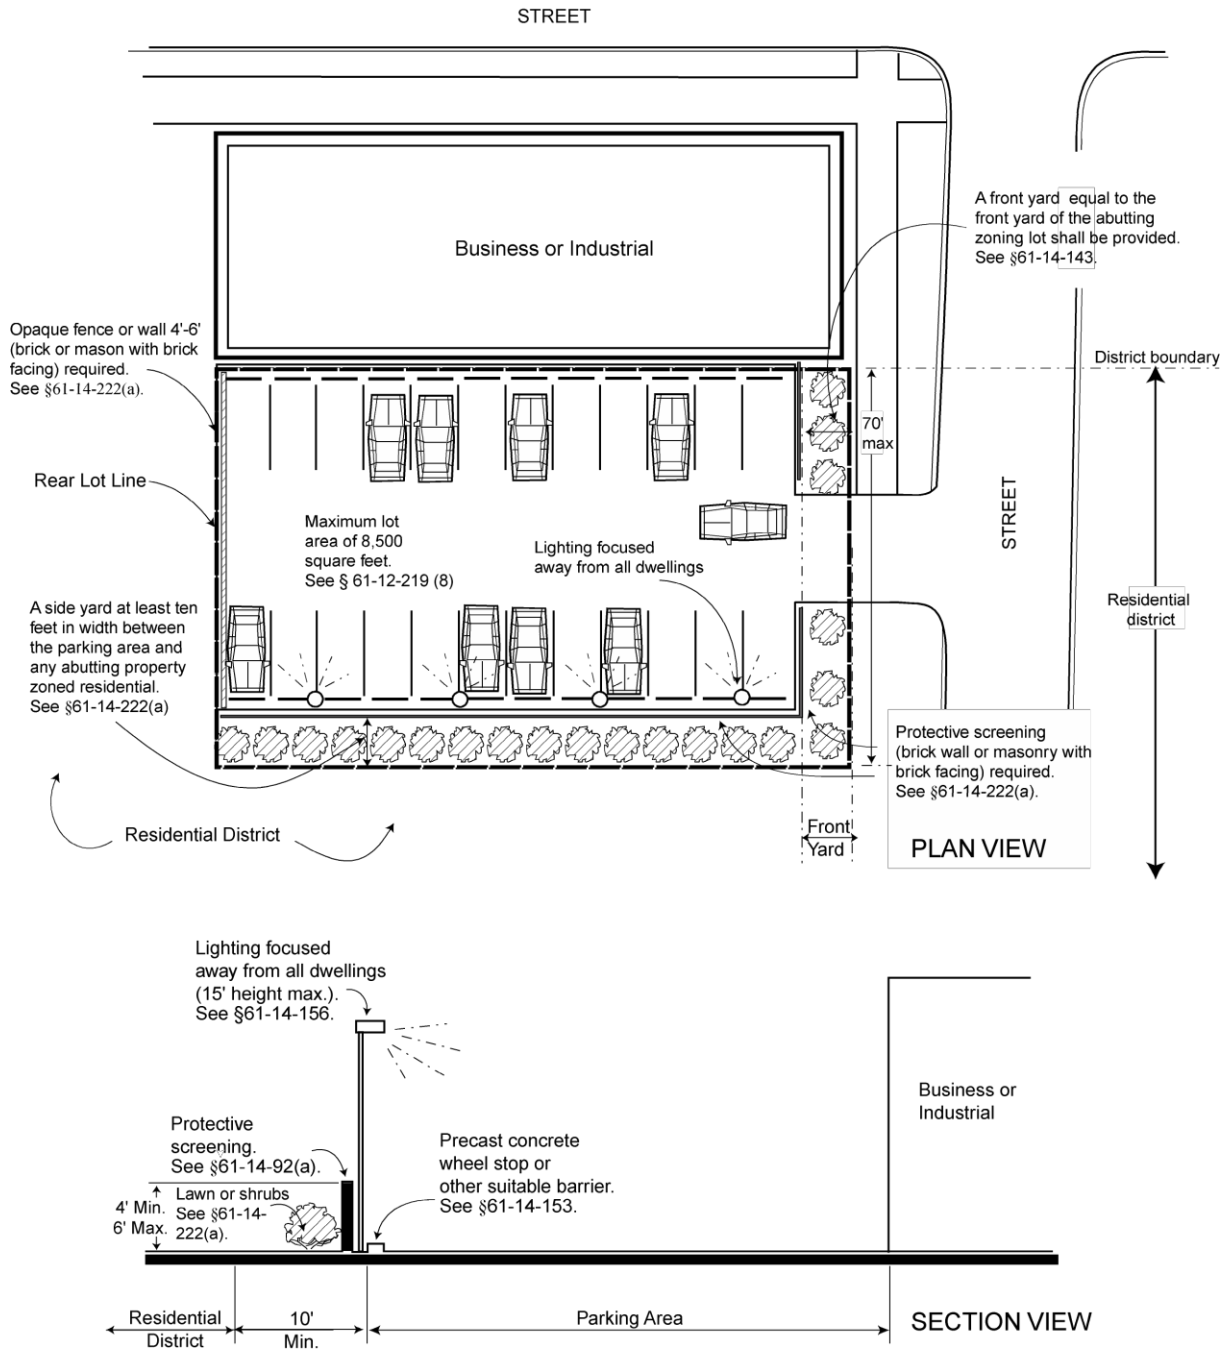 STREET
Business or Industrial
A front yard equal to the
front yard of the abutting
zoning lot shall be provided.
See §61-14-143.
Opaque fence or wall 4'-6'
(brick or mason with brick
facing) required.
See §61-14-222(a).
District boundary
70'
max
Rear Lot Line
STREET
Maximum lot
area of 8,500
square feet.
See § 61-12-219 (8)
Lighting focused
away from all dwellings
A side yard at least ten
feet in width between
the parking area and
any abutting property
zoned residential.
See §61-14-222(a)
Residential
district
Protective screening
(brick wall or masonry with
brick facing) required.
See §61-14-222(a).
Residential District
Front
Yard
PLAN VIEW
Lighting focused
away from all dwellings
(15' height max.).
See §61-14-156.
Business or
Industrial
Protective
screening.
See §61-14-92(a).
Precast concrete
wheel stop or
other suitable barrier.
See §61-14-153.
4' Min.
6' Max.
Lawn or shrubs
See §61-14-
222(a).
Residential
District
10'
Min.
Parking Area
SECTION VIEW